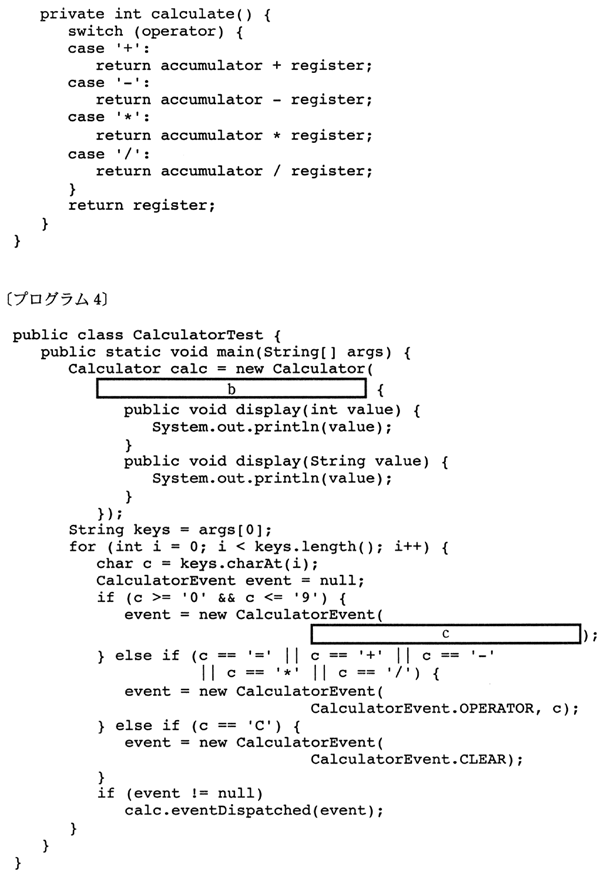 private int calculate() {
switch (operator) {
case '+':
return accumulator + register;
case '-':
return accumulator - register;
case '*':
return accumulator * register;
case '/':
return accumulator / register;
}
return register;
}
}
〔プログラム4〕
public class CalculatorTest {
public static void main(String[] args) {
Calculator calc = new Calculator(
b {
public void display(int value) {
System.out.println(value);
}
public void display(String value) {
System.out.println(value);
}
});
String keys = args[0];
for (int i = 0; i < keys.length(); i++) {
char c = keys.charAt(i);
CalculatorEvent event = null;
if (c >= '0' && c <= '9') {
event = new CalculatorEvent(
c );
} else if (c == '=' || c == '+' || c == '-'
|| c == '*' || c == '/') {
event = new CalculatorEvent(
CalculatorEvent.OPERATOR, c);
} else if (c == 'C') {
event = new CalculatorEvent(
CalculatorEvent.CLEAR);
}
if (event != null)
calc.eventDispatched(event);
}
}
}